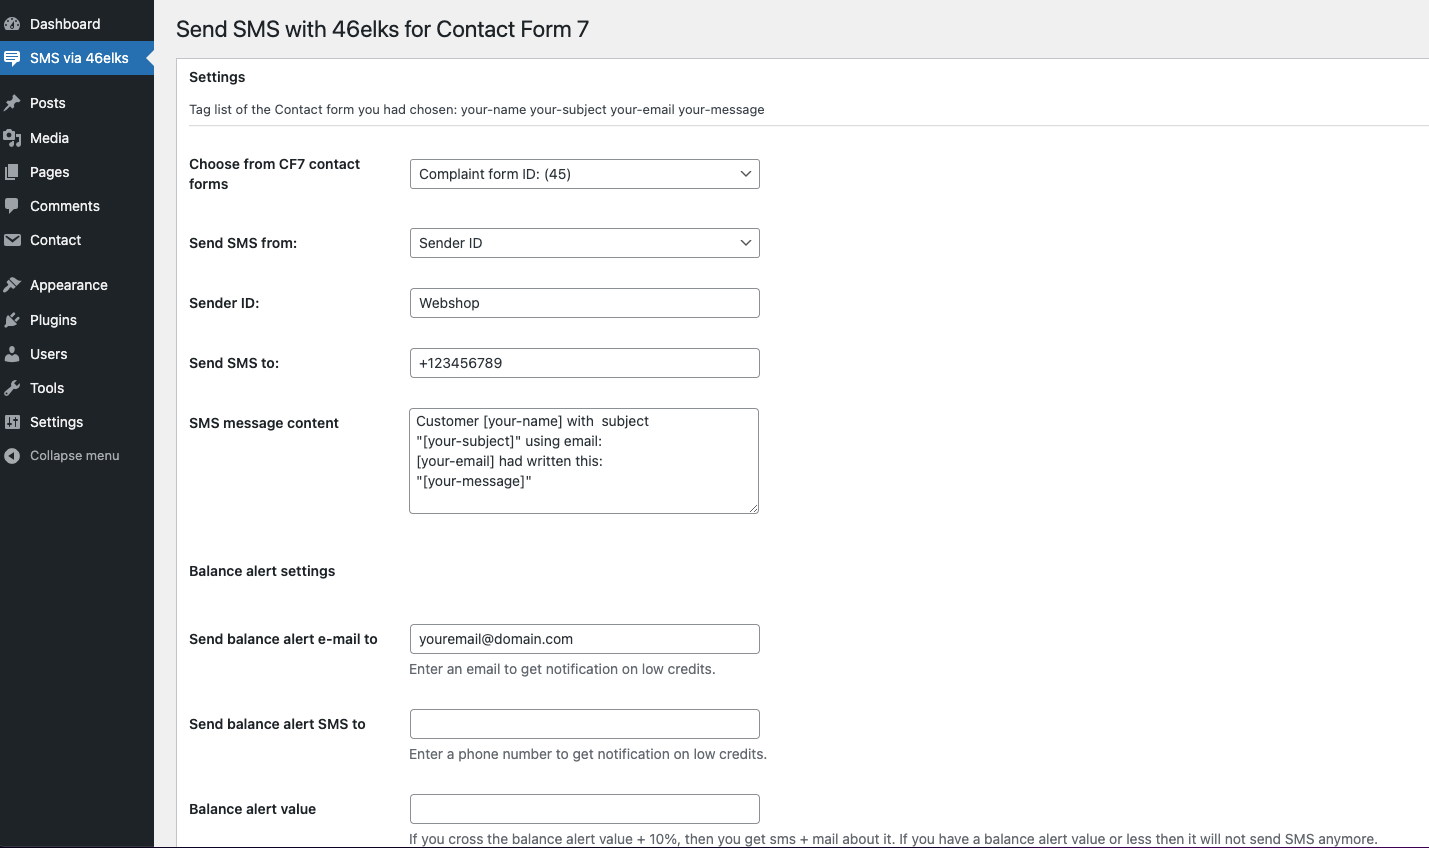 Dashboard
SMS via 46elks
Posts
Media
Pages
Comments
Contact
Appearance
Plugins
Users
Tools
Settings
Collapse menu
Send SMS with 46elks for Contact Form 7
Settings
Tag list of the Contact form you had chosen: your-name your-subject your-email your-message
Choose from CF7 contact
forms
Complaint form ID: (45)
Send SMS from:
Sender ID
Sender ID:
Webshop
Send SMS to:
+123456789
SMS message content
Customer [your-name] with  subject
"[your-subject]" using email:
[your-email] had written this:
"[your-message]"
Balance alert settings
Send balance alert e-mail to
youremail@domain.com
Enter an email to get notification on low credits.
Send balance alert SMS to
Enter a phone number to get notification on low credits.
Balance alert value
If you cross the balance alert value + 10%, then you get sms + mail about it. If you have a balance alert value or less then it will not send SMS anymore.